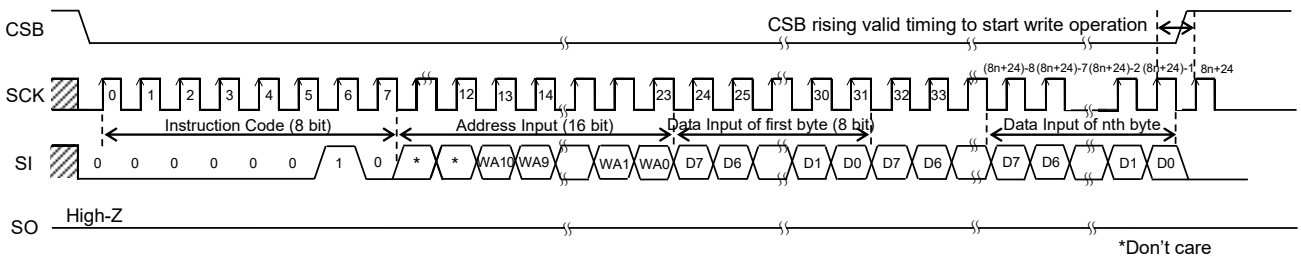 CSB rising valid timing to start write operation
CSB
(8n+24)-8 (8n+24)-7 (8n+24)-2 (8n+24)-1 8n+24
SCK 0 1 2 3 4 5 6 7 12 13 14 23 24 25 30 31 32 33
Instruction Code (8 bit) Address Input (16 bit) Data Input of first byte (8 bit) Data Input of nth byte
SI 0 0 0 0 0 0 1 0 * * WA10 WA9 WA1 WA0 D7 D6 D1 D0 D7 D6 D7 D6 D1 D0
High-Z
SO
*Don't care